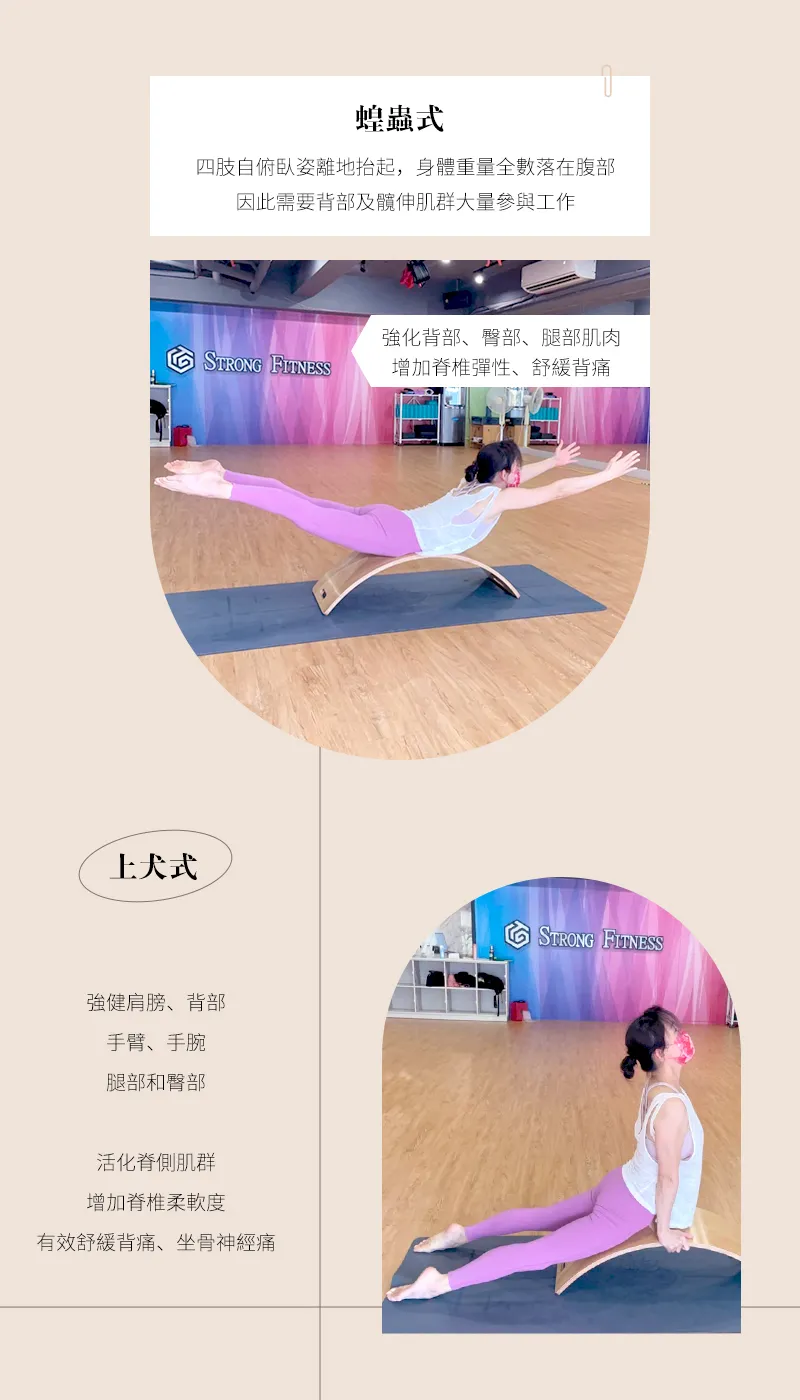 蝗蟲式
四肢自俯臥姿離地抬起，身體重量全數落在腹部
因此需要背部及髖伸肌群大量參與工作
強化背部、臀部、腿部肌肉
增加脊椎彈性、舒緩背痛
STRONG FITNESS
上犬式
強健肩膀、背部
手臂、手腕
腿部和臀部
活化脊側肌群
增加脊椎柔軟度
有效舒緩背痛、坐骨神經痛
STRONG FITNESS